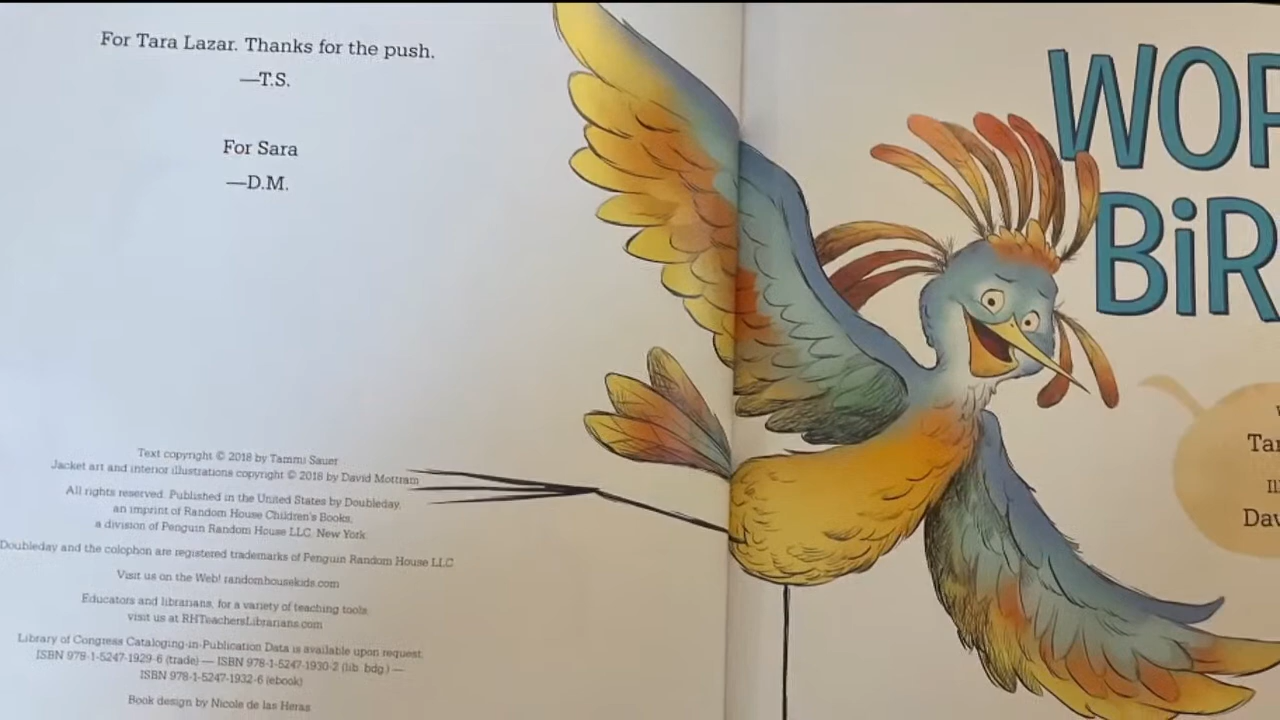 For Tara Lazar. Thanks for the push.
—T.S.
For Sara
—D.M.
Text copyright © 2018 by Tammi Sauer
Jacket art and interior illustrations copyright © 2018 by David Mottram
All rights reserved. Published in the United States by Doubleday,
an imprint of Random House Children's Books,
a division of Penguin Random House LLC, New York.
Doubleday and the colophon are registered trademarks of Penguin Random House LLC.
Visit us on the Web! randomhousekids.com
Educators and librarians, for a variety of teaching tools,
visit us at RHTeachersLibrarians.com
Library of Congress Cataloging-in-Publication Data is available upon request.
ISBN 978-1-5247-1929-6 (trade) — ISBN 978-1-5247-1930-2 (lib. bdg.) —
ISBN 978-1-5247-1932-6 (ebook)
Book design by Nicole de las Heras
WOR
BiR
Tam
Dav